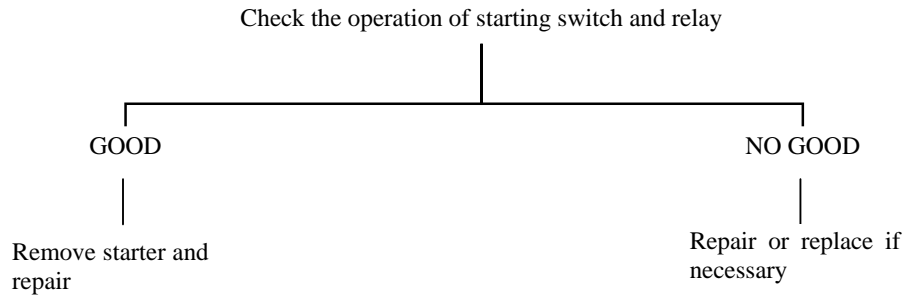 Check the operation of starting switch and relay
GOOD
NO GOOD
Remove starter and
repair
Repair or replace if
necessary